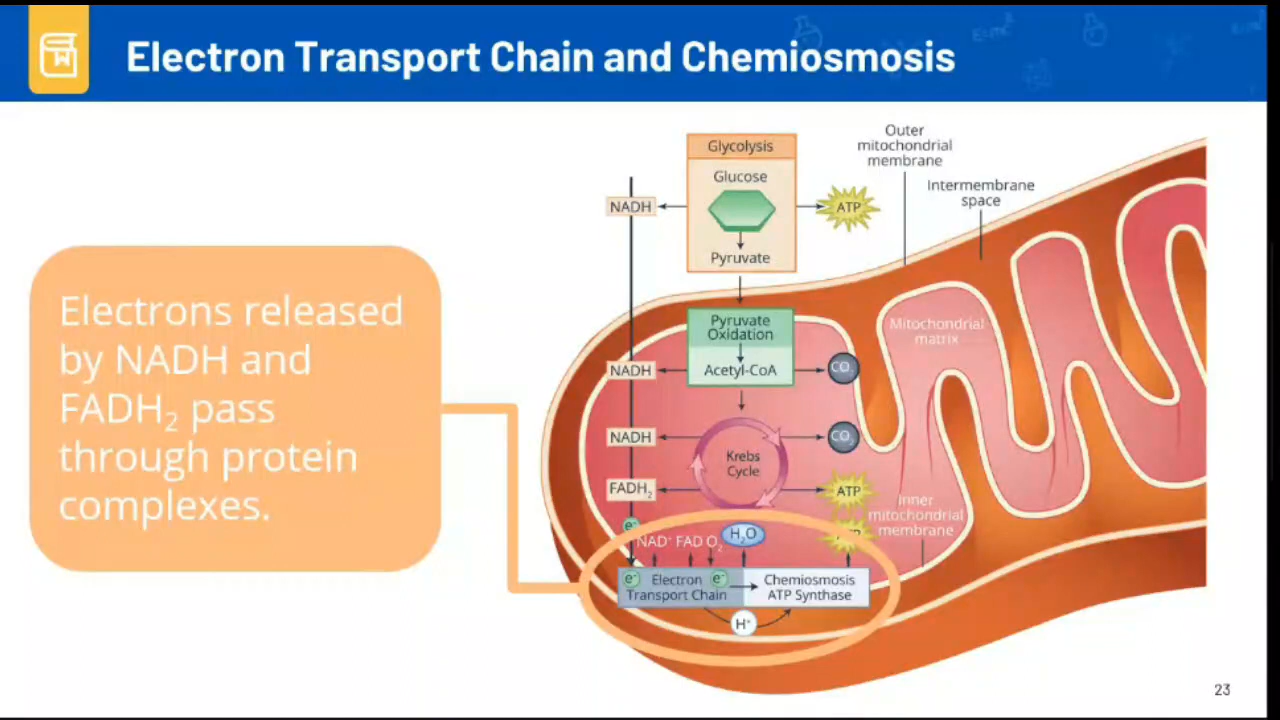 Electron Transport Chain and Chemiosmosis
Electrons released
by NADH and
FADH₂ pass
through protein
complexes.
Glycolysis
Glucose
Pyruvate
NADH
ATP
Outer
mitochondrial
membrane
Intermembrane
space
Pyruvate
Oxidation
Acetyl-CoA
NADH
CO₂
Mitochondrial
matrix
NADH
CO₂
Krebs
Cycle
FADH₂
ATP
Inner
mitochondrial
membrane
e⁻
NAD⁺ FAD O₂
H₂O
ATP
e⁻ Electron e⁻
Transport Chain
Chemiosmosis
ATP Synthase
H⁺
23